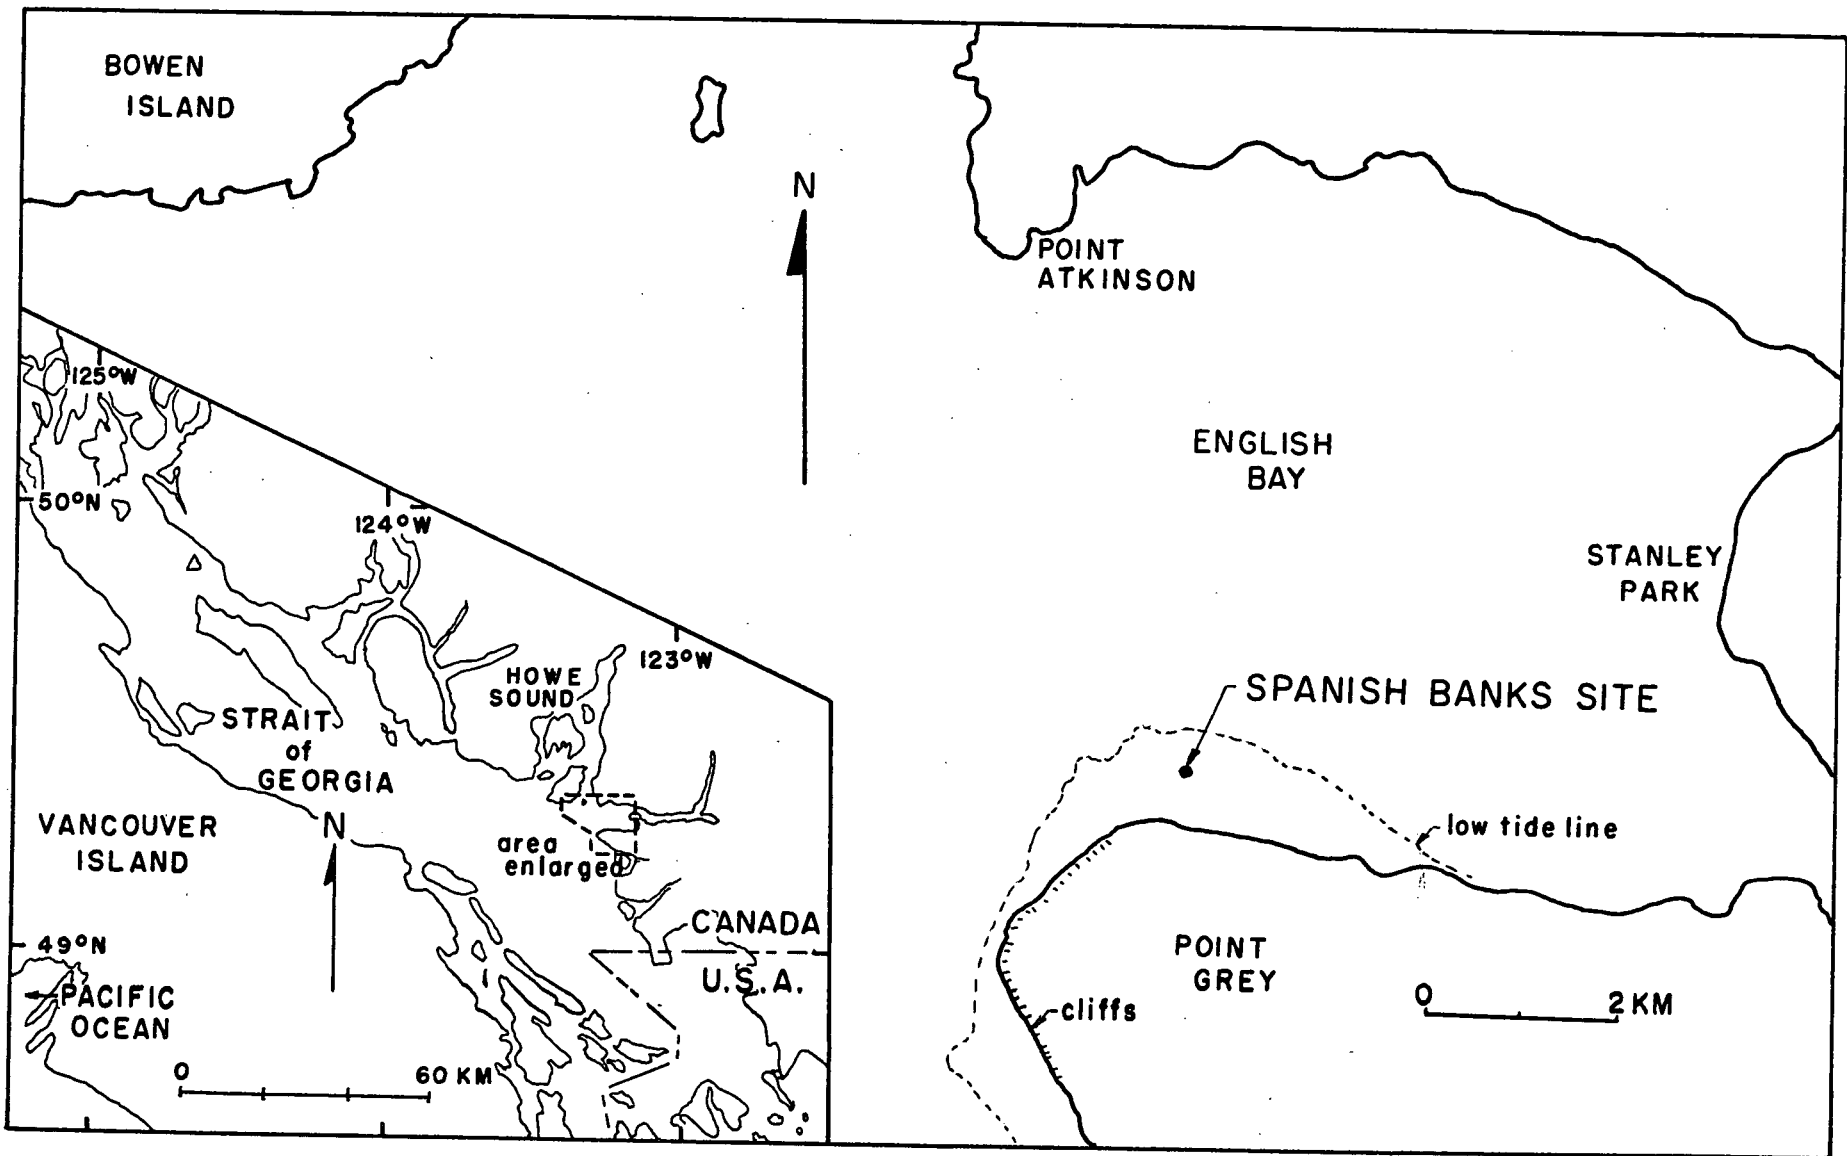 BOWEN
ISLAND
N
POINT
ATKINSON
ENGLISH
BAY
STANLEY
PARK
SPANISH BANKS SITE
low tide line
POINT
GREY
cliffs
0 2 KM
125°W
50°N
124°W
123°W
HOWE
SOUND
STRAIT
of
GEORGIA
N
VANCOUVER
ISLAND
area
enlarged
CANADA
U.S.A.
49°N
PACIFIC
OCEAN
0 60 KM